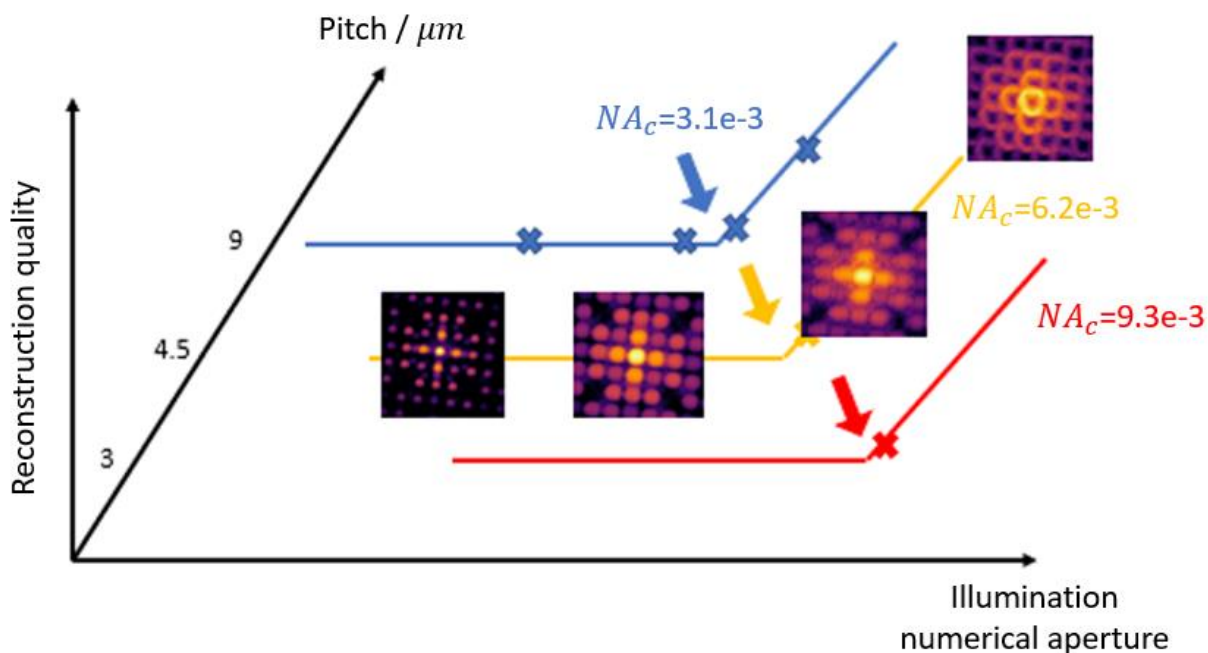 Pitch / μm
NA_c=3.1e-3
NA_c=6.2e-3
9
4.5
NA_c=9.3e-3
3
Reconstruction quality
Illumination
numerical aperture